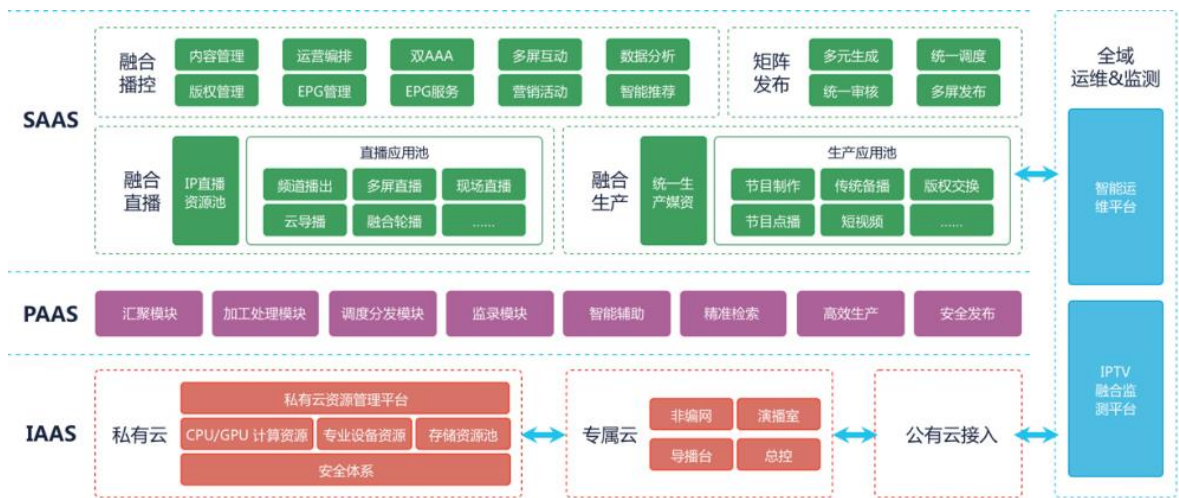 SAAS
融合
播控
内容管理
运营编排
双AAA
多屏互动
数据分析
版权管理
EPG管理
EPG服务
营销活动
智能推荐
矩阵
发布
多元生成
统一调度
统一审核
多屏发布
融合
直播
IP直播
资源池
直播应用池
频道播出
多屏直播
现场直播
云导播
融合轮播
……
融合
生产
统一生
产媒资
生产应用池
节目制作
传统备播
版权交换
节目点播
短视频
……
PAAS
汇聚模块
加工处理模块
调度分发模块
监录模块
智能辅助
精准检索
高效生产
安全发布
IAAS
私有云
私有云资源管理平台
CPU/GPU 计算资源
专业设备资源
存储资源池
安全体系
专属云
非编网
演播室
导播台
总控
公有云接入
全域
运维&监测
智能运
维平台
IPTV
融合监
测平台